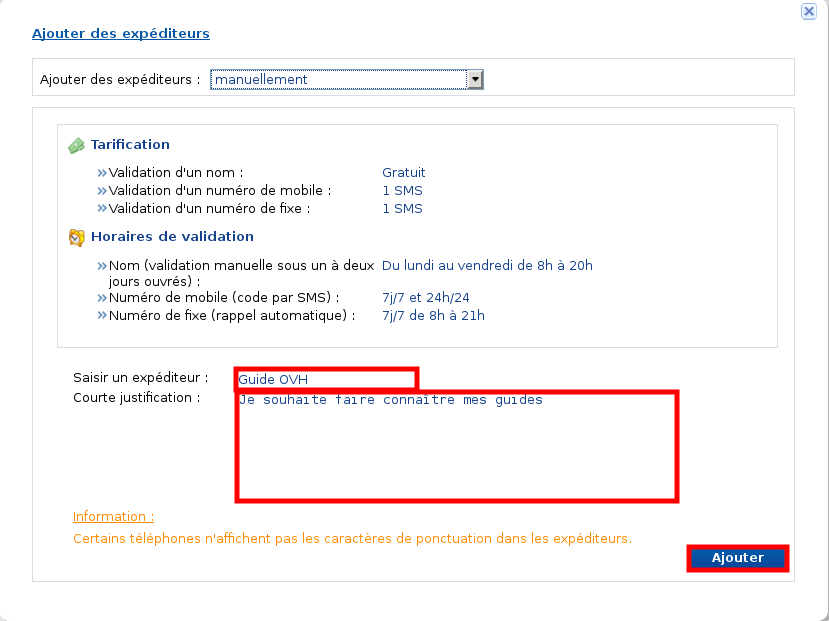 Ajouter des expéditeurs
Ajouter des expéditeurs : manuellement
Tarification
Validation d'un nom : Gratuit
Validation d'un numéro de mobile : 1 SMS
Validation d'un numéro de fixe : 1 SMS
Horaires de validation
Nom (validation manuelle sous un à deux jours ouvrés) : Du lundi au vendredi de 8h à 20h
Numéro de mobile (code par SMS) : 7j/7 et 24h/24
Numéro de fixe (rappel automatique) : 7j/7 de 8h à 21h
Saisir un expéditeur : Guide OVH
Courte justification : Je souhaite faire connaître mes guides
Information :
Certains téléphones n'affichent pas les caractères de ponctuation dans les expéditeurs.
Ajouter